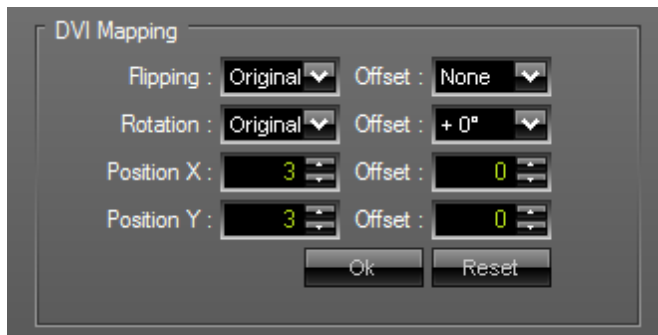 DVI Mapping
Flipping : Original Offset : None
Rotation : Original Offset : + 0°
Position X : 3 Offset : 0
Position Y : 3 Offset : 0
Ok Reset